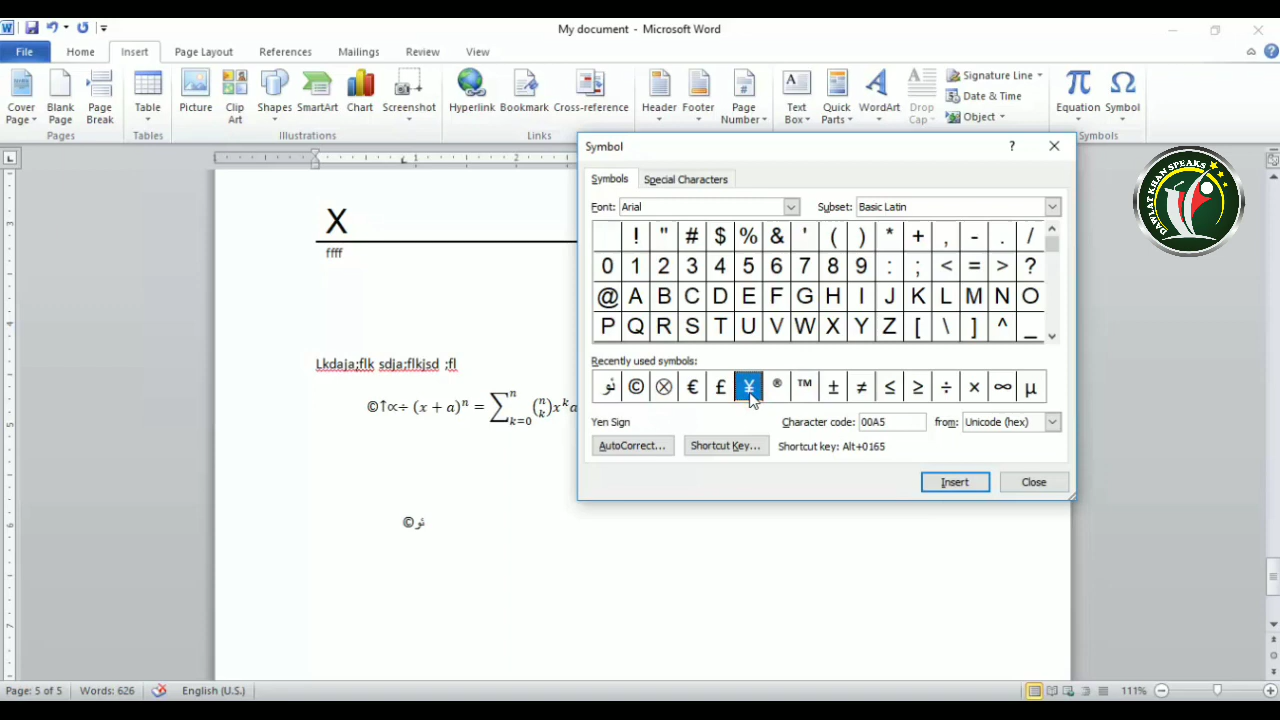 My document - Microsoft Word
File Home Insert Page Layout References Mailings Review View
Cover Page
Blank Page
Page Break
Table
Picture
Clip Art
Shapes
SmartArt
Chart
Screenshot
Hyperlink
Bookmark
Cross-reference
Header
Footer
Page Number
Text Box
Quick Parts
WordArt
Drop Cap
Signature Line
Date & Time
Object
Equation
Symbol
Pages
Tables
Illustrations
Links
Symbols
DAWLAT KHAN SPEAKS
X
ffff
Lkdaja;flk sdja;flkjsd ;fl
©↑∝÷ (x + a)^n = ∑_{k=0}^n (n k) x^k a
©ئو
Symbol
Symbols Special Characters
Font: Arial
Subset: Basic Latin
! " # $ % & ' ( ) * + , - . /
0 1 2 3 4 5 6 7 8 9 : ; < = > ?
@ A B C D E F G H I J K L M N O
P Q R S T U V W X Y Z [ \ ] ^ _
Recently used symbols:
© ⊗ € £ ¥ ® ™ ± ≠ ≤ ≥ ÷ × ∞ µ
Yen Sign
Character code: 00A5 from: Unicode (hex)
AutoCorrect... Shortcut Key... Shortcut key: Alt+0165
Insert Close
Page: 5 of 5 Words: 626 English (U.S.) 111%